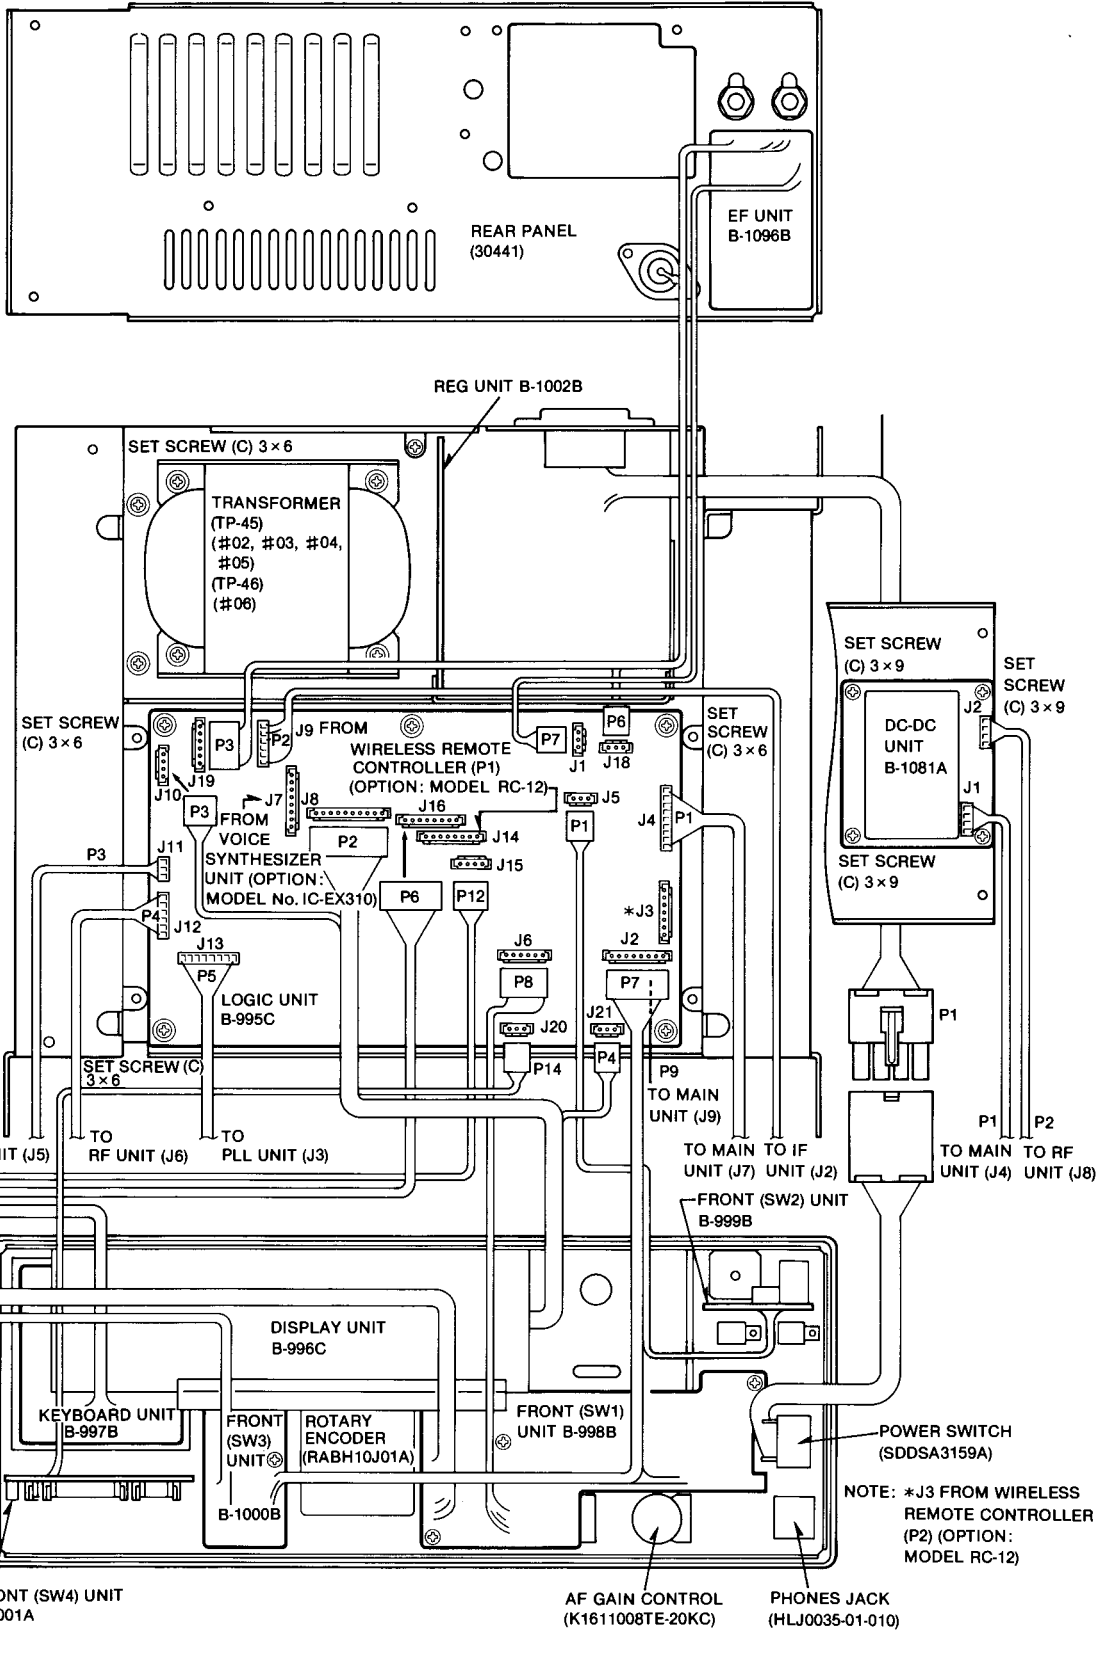 REAR PANEL
(30441)
EF UNIT
B-1096B
REG UNIT B-1002B
SET SCREW (C) 3×6
TRANSFORMER
(TP-45)
(#02, #03, #04,
#05)
(TP-46)
(#06)
SET SCREW
(C) 3×9
SET
SCREW
(C) 3×9
DC-DC
UNIT
B-1081A
J2
J1
SET SCREW
(C) 3×9
SET SCREW
(C) 3×6
SET
SCREW
(C) 3×6
P3
P2
J9 FROM
WIRELESS REMOTE
CONTROLLER (P1)
(OPTION: MODEL RC-12)
P7
J1
P6
J18
J19
J10
P3
J7
FROM
VOICE
SYNTHESIZER
UNIT (OPTION:
MODEL No. IC-EX310)
J8
P2
J16
J14
J15
J5
P1
J4
P1
P3
J11
P4
J12
J13
P5
P6
P12
*J3
J6
P8
J2
P7
LOGIC UNIT
B-995C
J20
P14
J21
P4
P9
TO MAIN
UNIT (J9)
P1
SET SCREW (C)
3×6
IT (J5)
TO
RF UNIT (J6)
TO
PLL UNIT (J3)
TO MAIN
UNIT (J7)
TO IF
UNIT (J2)
P1
P2
TO MAIN
UNIT (J4)
TO RF
UNIT (J8)
FRONT (SW2) UNIT
B-999B
DISPLAY UNIT
B-996C
KEYBOARD UNIT
B-997B
FRONT
(SW3)
UNIT
B-1000B
ROTARY
ENCODER
(RABH10J01A)
FRONT (SW1)
UNIT B-998B
POWER SWITCH
(SDDSA3159A)
NOTE: *J3 FROM WIRELESS
REMOTE CONTROLLER
(P2) (OPTION:
MODEL RC-12)
ONT (SW4) UNIT
001A
AF GAIN CONTROL
(K1611008TE-20KC)
PHONES JACK
(HLJ0035-01-010)